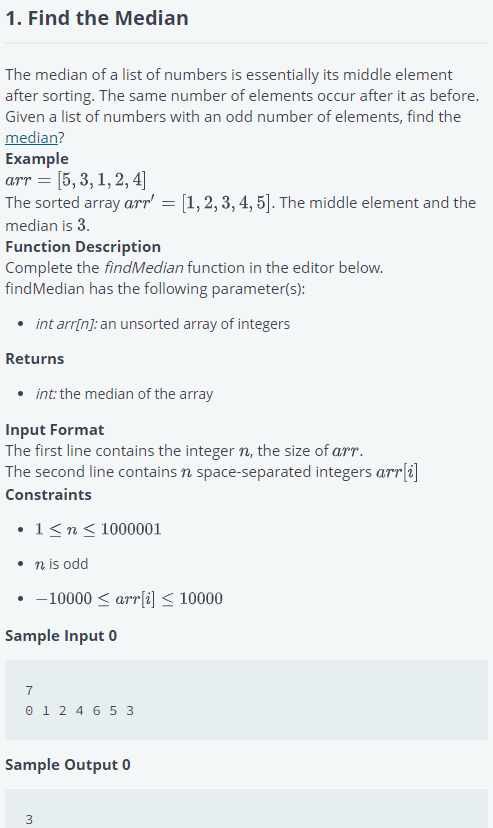 1. Find the Median
The median of a list of numbers is essentially its middle element
after sorting. The same number of elements occur after it as before.
Given a list of numbers with an odd number of elements, find the
median?
Example
arr = [5, 3, 1, 2, 4]
The sorted array arr′ = [1, 2, 3, 4, 5]. The middle element and the
median is 3.
Function Description
Complete the findMedian function in the editor below.
findMedian has the following parameter(s):
• int arr[n]: an unsorted array of integers
Returns
• int: the median of the array
Input Format
The first line contains the integer n, the size of arr.
The second line contains n space-separated integers arr[i]
Constraints
• 1 ≤ n ≤ 1000001
• n is odd
• −10000 ≤ arr[i] ≤ 10000
Sample Input 0
7
0 1 2 4 6 5 3
Sample Output 0
3